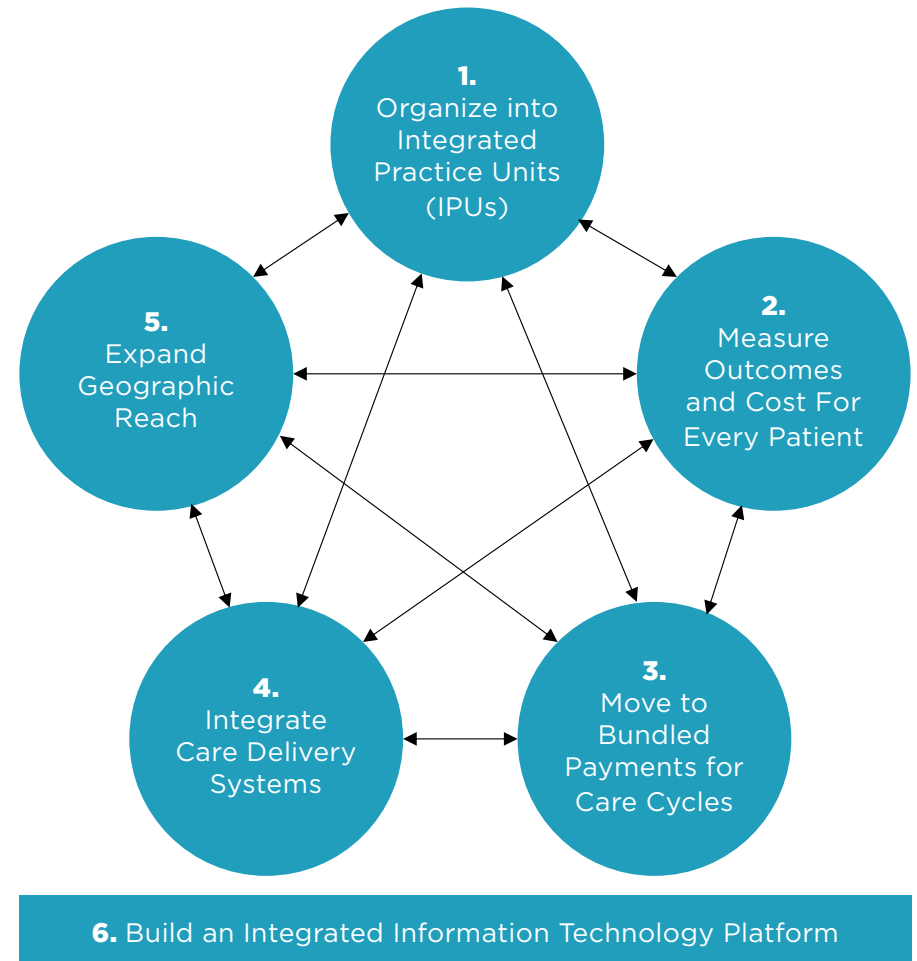 1.
Organize into
Integrated
Practice Units
(IPUs)
2.
Measure
Outcomes
and Cost For
Every Patient
3.
Move to
Bundled
Payments for
Care Cycles
4.
Integrate
Care Delivery
Systems
5.
Expand
Geographic
Reach
6. Build an Integrated Information Technology Platform